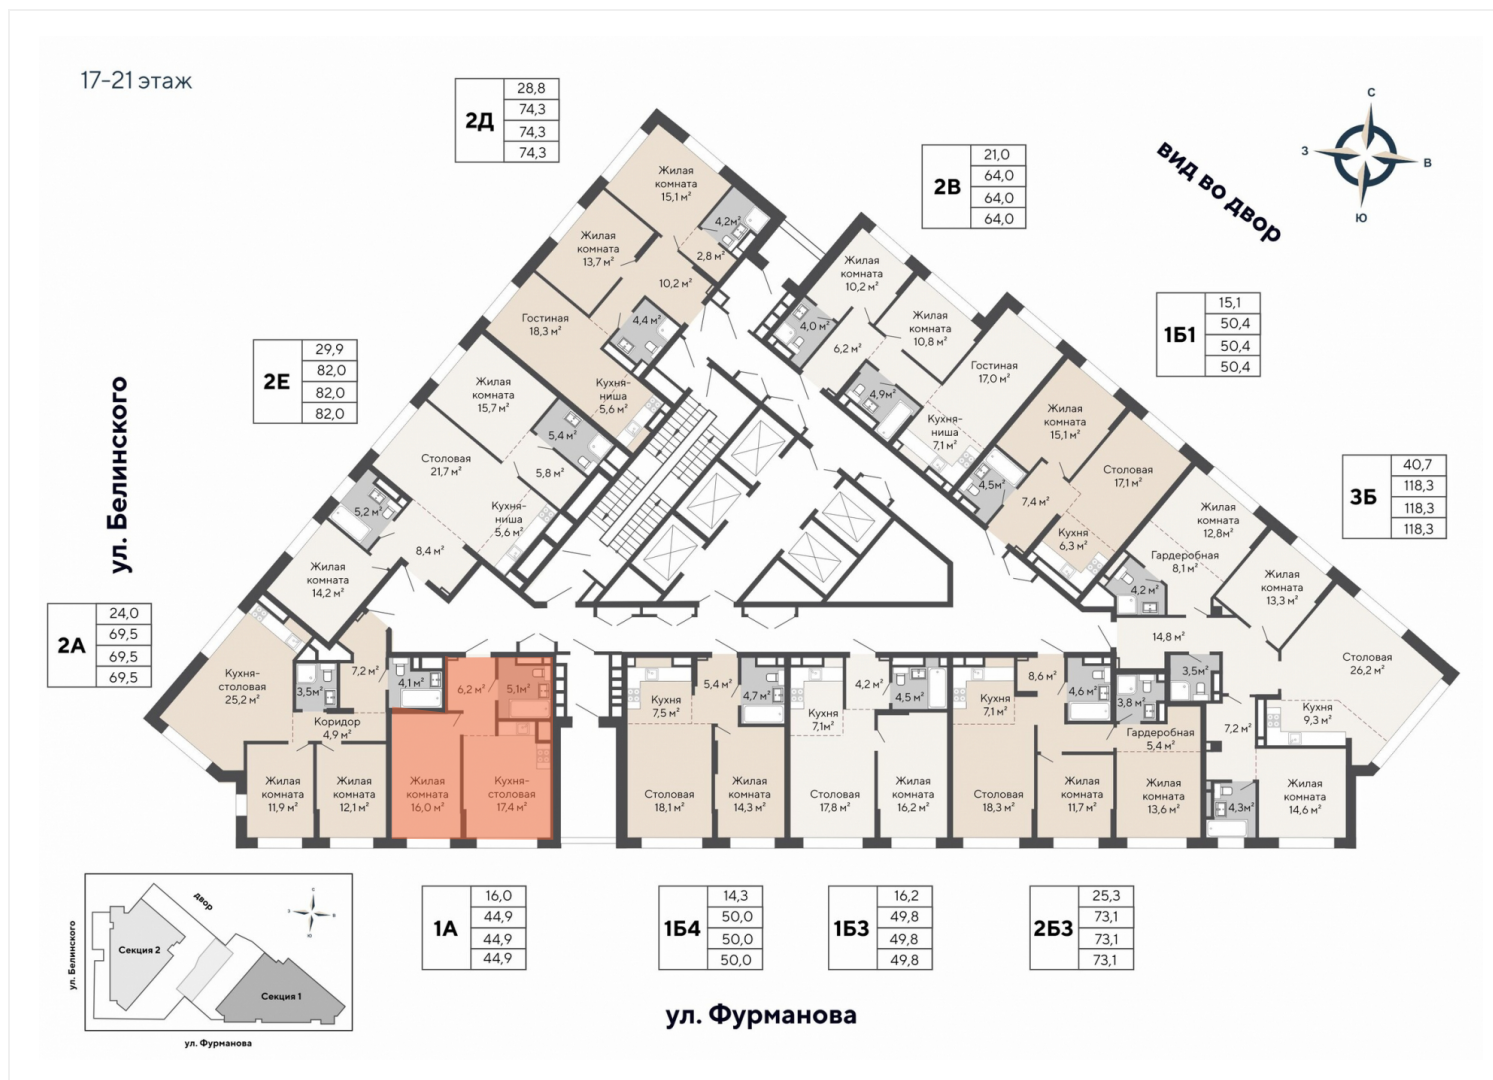 17-21 этаж
2Д
28,8
74,3
74,3
74,3
2В
21,0
64,0
64,0
64,0
вид во двор
С
З
В
Ю
1Б1
15,1
50,4
50,4
50,4
2Е
29,9
82,0
82,0
82,0
3Б
40,7
118,3
118,3
118,3
ул. Белинского
2А
24,0
69,5
69,5
69,5
Жилая
комната
15,1 м²
4,2м²
2,8 м²
Жилая
комната
13,7 м²
10,2 м²
Гостиная
18,3 м²
4,4 м²
Кухня-
ниша
5,6 м²
Жилая
комната
15,7 м²
5,4 м²
Столовая
21,7 м²
5,8 м²
Кухня-
ниша
5,6 м²
5,2 м²
8,4 м²
Жилая
комната
14,2 м²
Кухня-
столовая
25,2 м²
7,2 м²
3,5м²
4,1 м²
Коридор
4,9 м²
Жилая
комната
11,9 м²
Жилая
комната
12,1 м²
6,2 м²
5,1м²
Жилая
комната
16,0 м²
Кухня-
столовая
17,4 м²
Кухня
7,5 м²
5,4 м²
4,7 м²
Столовая
18,1 м²
Жилая
комната
14,3 м²
Кухня
7,1м²
4,2 м²
4,5 м²
Столовая
17,8 м²
Жилая
комната
16,2 м²
Кухня
7,1 м²
8,6 м²
4,6 м²
Столовая
18,3 м²
Жилая
комната
11,7 м²
3,8 м²
Гардеробная
5,4 м²
Жилая
комната
13,6 м²
Жилая
комната
10,2 м²
4,0 м²
6,2 м²
Жилая
комната
10,8 м²
4,9м²
Гостиная
17,0 м²
Кухня-
ниша
7,1 м²
Жилая
комната
15,1 м²
4,5м²
Столовая
17,1 м²
7,4 м²
Кухня
6,3 м²
Жилая
комната
12,8м²
Гардеробная
8,1 м²
4,2 м²
Жилая
комната
13,3 м²
14,8 м²
3,5м²
Столовая
26,2 м²
Кухня
9,3 м²
7,2 м²
4,3м²
Жилая
комната
14,6 м²
1А
16,0
44,9
44,9
44,9
1Б4
14,3
50,0
50,0
50,0
1Б3
16,2
49,8
49,8
49,8
2Б3
25,3
73,1
73,1
73,1
ул. Фурманова
двор
ул. Белинского
Секция 2
Секция 1
С
З
В
Ю
ул. Фурманова